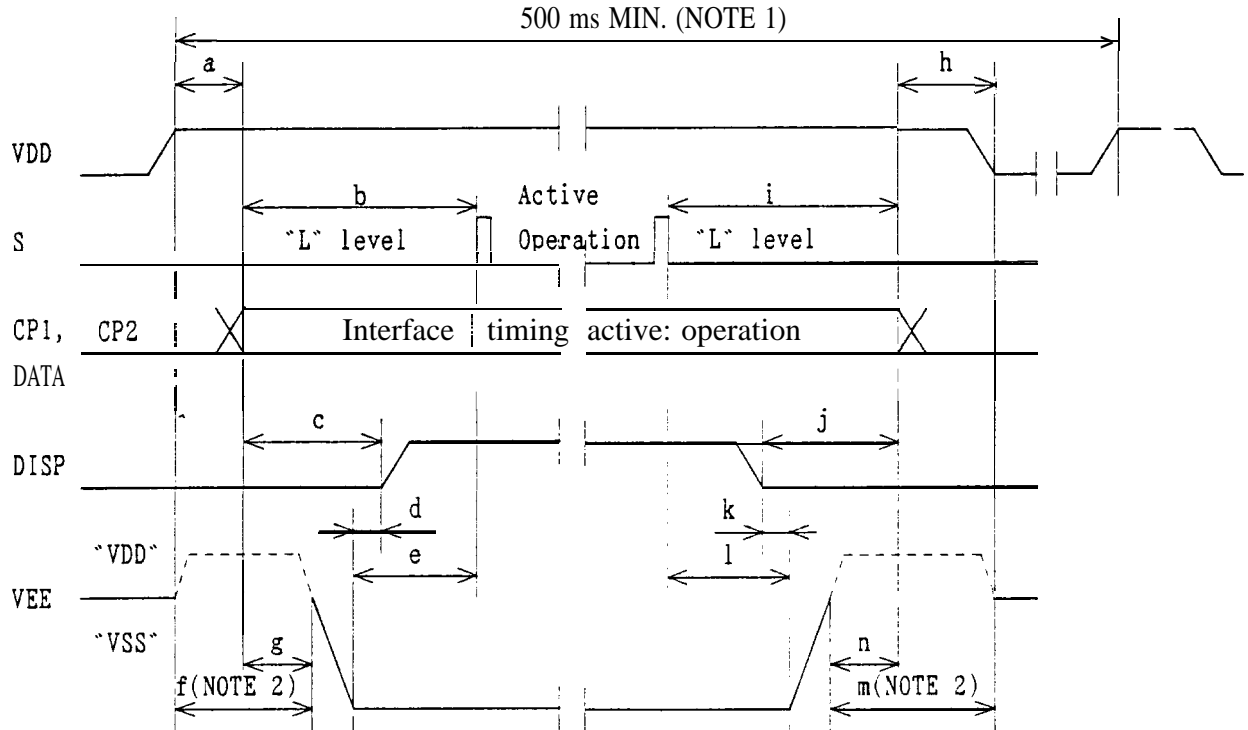 500 ms MIN. (NOTE 1)
a
h
VDD
b
Active
i
S
"L" level
Operation
"L" level
CP1, CP2
Interface timing active: operation
DATA
c
j
DISP
d
k
"VDD"
e
l
VEE
"VSS"
g
n
f(NOTE 2)
m(NOTE 2)